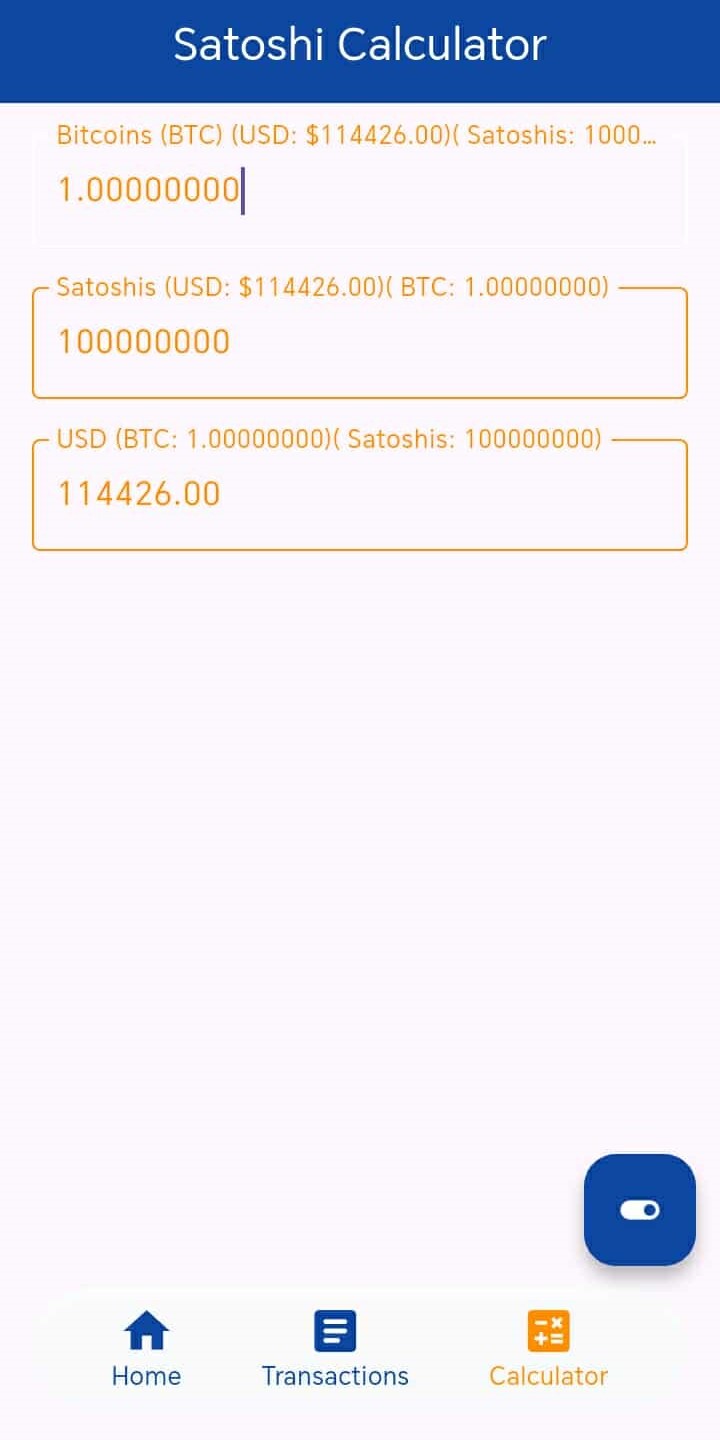 Satoshi Calculator
Bitcoins (BTC) (USD: $114426.00)( Satoshis: 1000...
1.00000000
Satoshis (USD: $114426.00)( BTC: 1.00000000)
100000000
USD (BTC: 1.00000000)( Satoshis: 100000000)
114426.00
Home Transactions Calculator